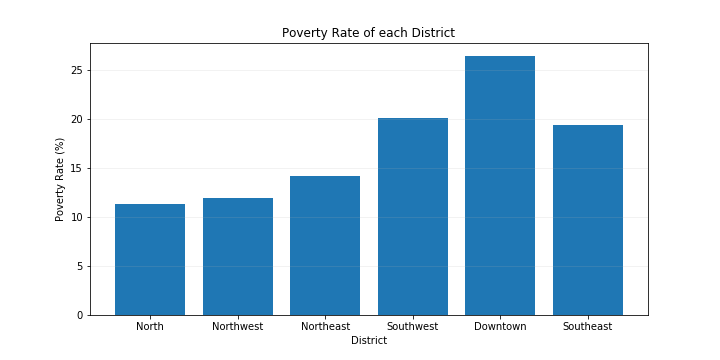 Poverty Rate of each District
Poverty Rate (%)
25
20
15
10
5
0
North Northwest Northeast Southwest Downtown Southeast
District